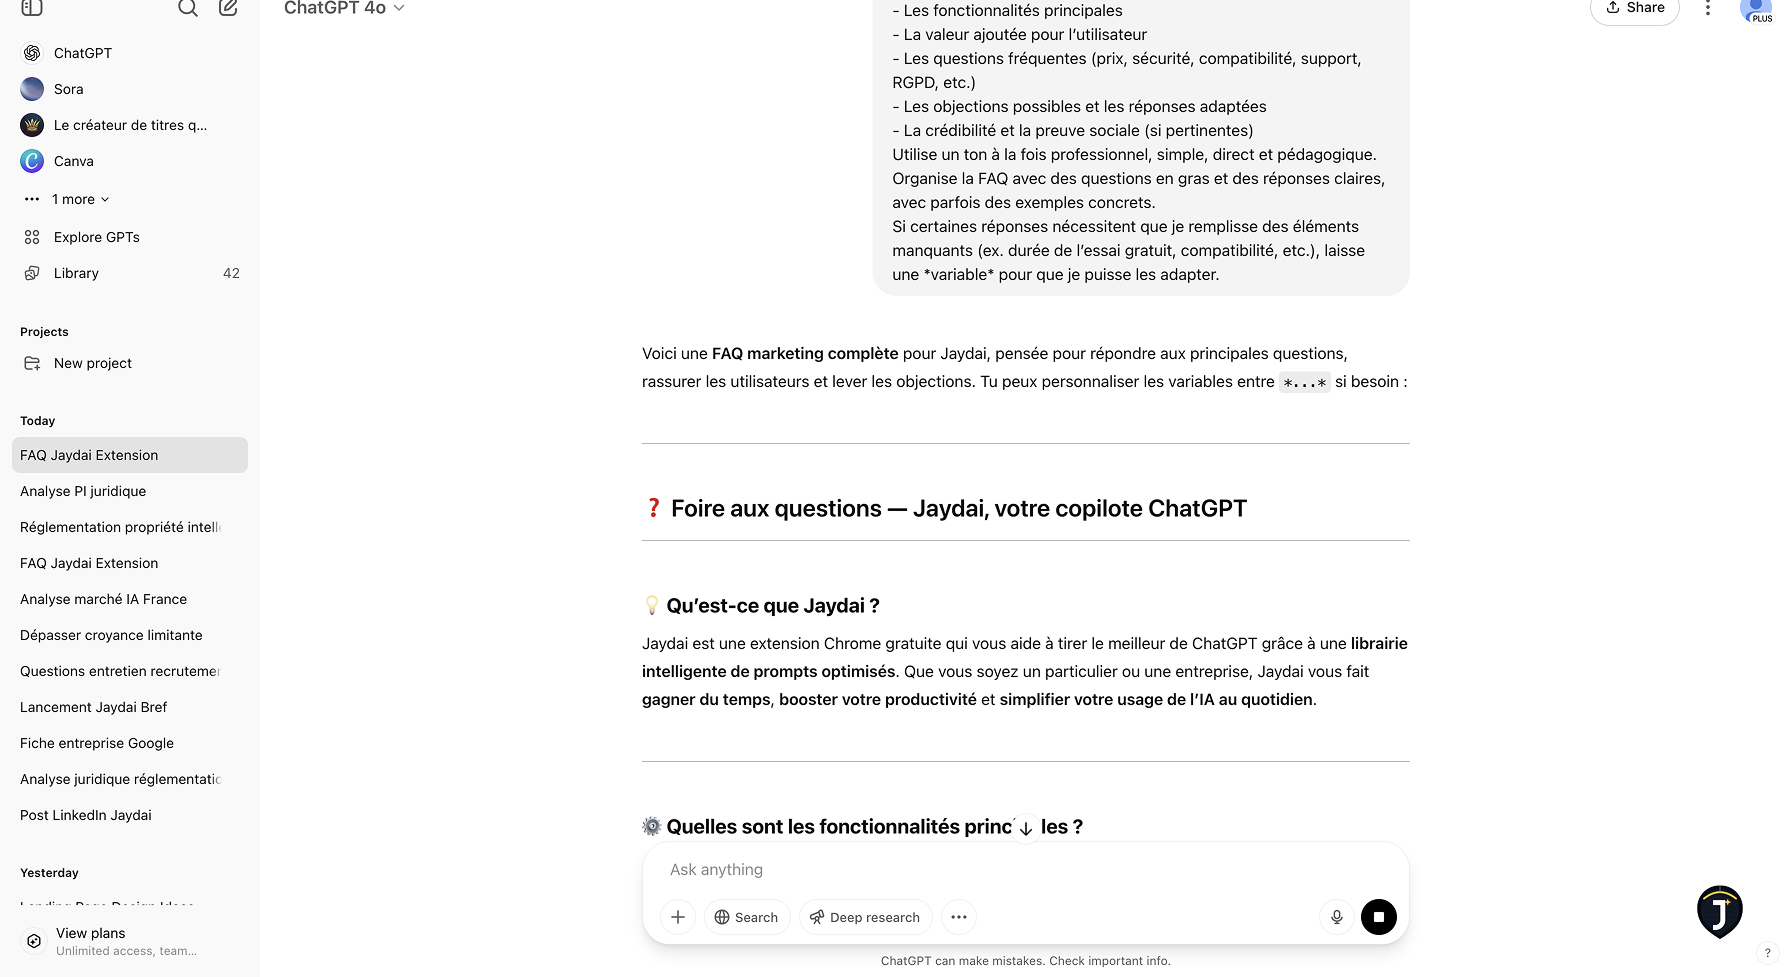 ChatGPT 4o
Share
PLUS
ChatGPT
Sora
Le créateur de titres q...
Canva
1 more
Explore GPTs
Library 42
Projects
New project
Today
FAQ Jaydai Extension
Analyse PI juridique
Réglementation propriété intell
FAQ Jaydai Extension
Analyse marché IA France
Dépasser croyance limitante
Questions entretien recrutemen
Lancement Jaydai Bref
Fiche entreprise Google
Analyse juridique réglementatio
Post LinkedIn Jaydai
Yesterday
Landing Page Design Ideas
View plans
Unlimited access, team...
- Les fonctionnalités principales
- La valeur ajoutée pour l’utilisateur
- Les questions fréquentes (prix, sécurité, compatibilité, support,
RGPD, etc.)
- Les objections possibles et les réponses adaptées
- La crédibilité et la preuve sociale (si pertinentes)
Utilise un ton à la fois professionnel, simple, direct et pédagogique.
Organise la FAQ avec des questions en gras et des réponses claires,
avec parfois des exemples concrets.
Si certaines réponses nécessitent que je remplisse des éléments
manquants (ex. durée de l’essai gratuit, compatibilité, etc.), laisse
une *variable* pour que je puisse les adapter.
Voici une FAQ marketing complète pour Jaydai, pensée pour répondre aux principales questions,
rassurer les utilisateurs et lever les objections. Tu peux personnaliser les variables entre *...* si besoin :
❓ Foire aux questions — Jaydai, votre copilote ChatGPT
💡 Qu’est-ce que Jaydai ?
Jaydai est une extension Chrome gratuite qui vous aide à tirer le meilleur de ChatGPT grâce à une librairie
intelligente de prompts optimisés. Que vous soyez un particulier ou une entreprise, Jaydai vous fait
gagner du temps, booster votre productivité et simplifier votre usage de l’IA au quotidien.
⚙️ Quelles sont les fonctionnalités princ les ?
Ask anything
Search
Deep research
J
ChatGPT can make mistakes. Check important info.
?